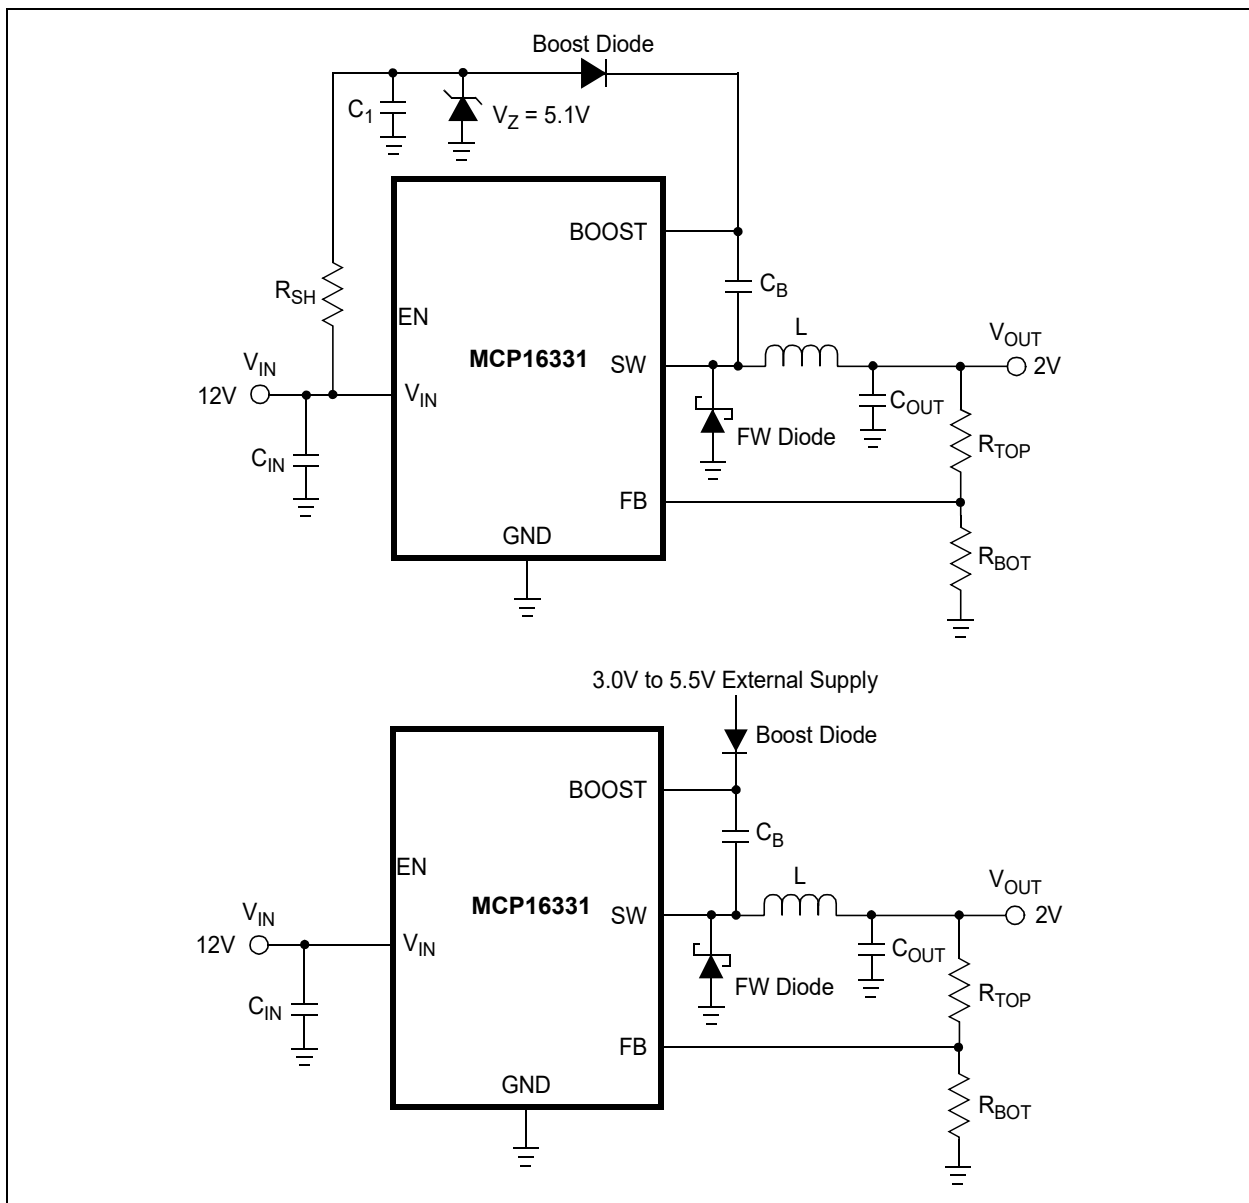 Boost Diode
C1
VZ = 5.1V
BOOST
CB
RSH
EN
L
VOUT
MCP16331
SW
2V
VIN
12V
VIN
COUT
FW Diode
RTOP
CIN
FB
GND
RBOT
3.0V to 5.5V External Supply
Boost Diode
BOOST
CB
EN
L
VOUT
MCP16331
SW
2V
VIN
12V
VIN
COUT
FW Diode
RTOP
CIN
FB
GND
RBOT